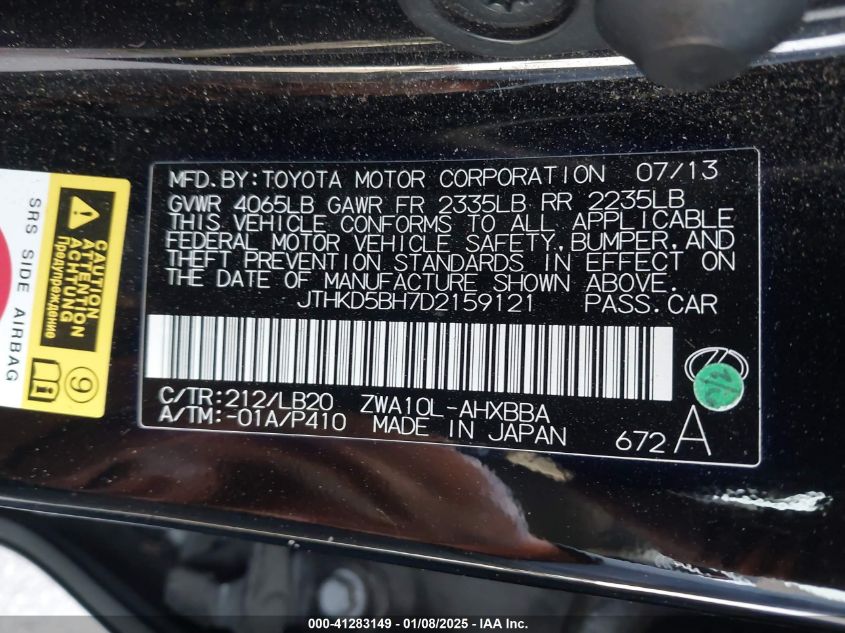 MFD.BY:TOYOTA MOTOR CORPORATION 07/13
GVWR 4065LB GAWR FR 2335LB RR 2235LB
THIS VEHICLE CONFORMS TO ALL APPLICABLE
FEDERAL MOTOR VEHICLE SAFETY, BUMPER, AND
THEFT PREVENTION STANDARDS IN EFFECT ON
THE DATE OF MANUFACTURE SHOWN ABOVE.
JTHKD5BH7D2159121 PASS.CAR
C/TR:212/LB20 ZWA10L-AHXBBA
A/TM:-01A/P410 MADE IN JAPAN
672 A
SRS SIDE AIRBAG
CAUTION
ATTENTION
ACHTUNG
Предупреждение
9
000-41283149 - 01/08/2025 - IAA Inc.